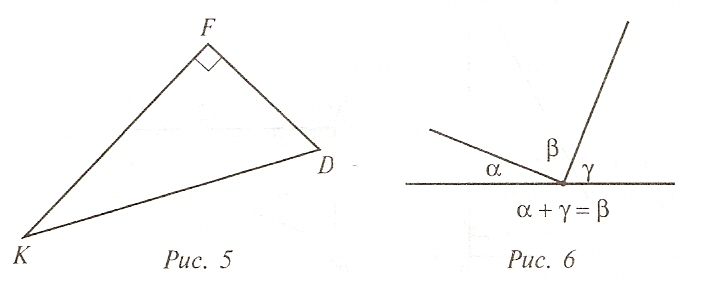 F
D
K
Рис. 5
β
α
γ
α + γ = β
Рис. 6